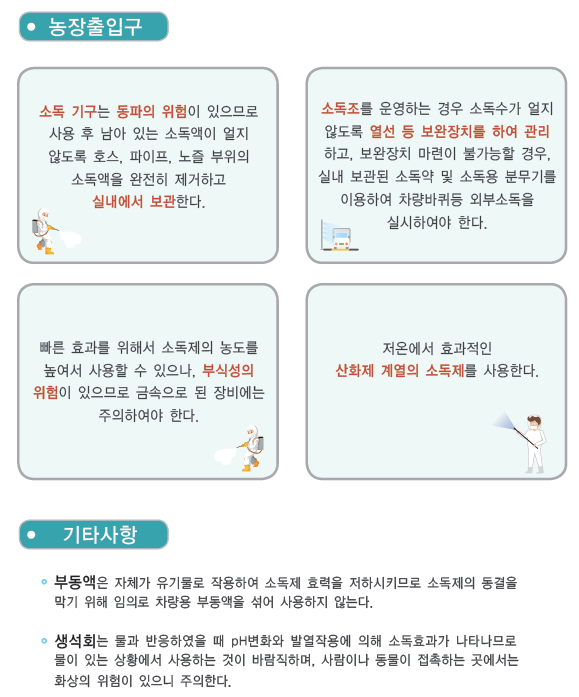 농장출입구
소독 기구는 동파의 위험이 있으므로
사용 후 남아 있는 소독액이 얼지
않도록 호스, 파이프, 노즐 부위의
소독액을 완전히 제거하고
실내에서 보관한다.
소독조를 운영하는 경우 소독수가 얼지
않도록 열선 등 보완장치를 하여 관리
하고, 보완장치 마련이 불가능할 경우,
실내 보관된 소독약 및 소독용 분무기를
이용하여 차량바퀴등 외부소독을
실시하여야 한다.
빠른 효과를 위해서 소독제의 농도를
높여서 사용할 수 있으나, 부식성의
위험이 있으므로 금속으로 된 장비에는
주의하여야 한다.
저온에서 효과적인
산화제 계열의 소독제를 사용한다.
기타사항
부동액은 자체가 유기물로 작용하여 소독제 효력을 저하시키므로 소독제의 동결을
막기 위해 임의로 차량용 부동액을 섞어 사용하지 않는다.
생석회는 물과 반응하였을 때 pH변화와 발열작용에 의해 소독효과가 나타나므로
물이 있는 상황에서 사용하는 것이 바람직하며, 사람이나 동물이 접촉하는 곳에서는
화상의 위험이 있으니 주의한다.